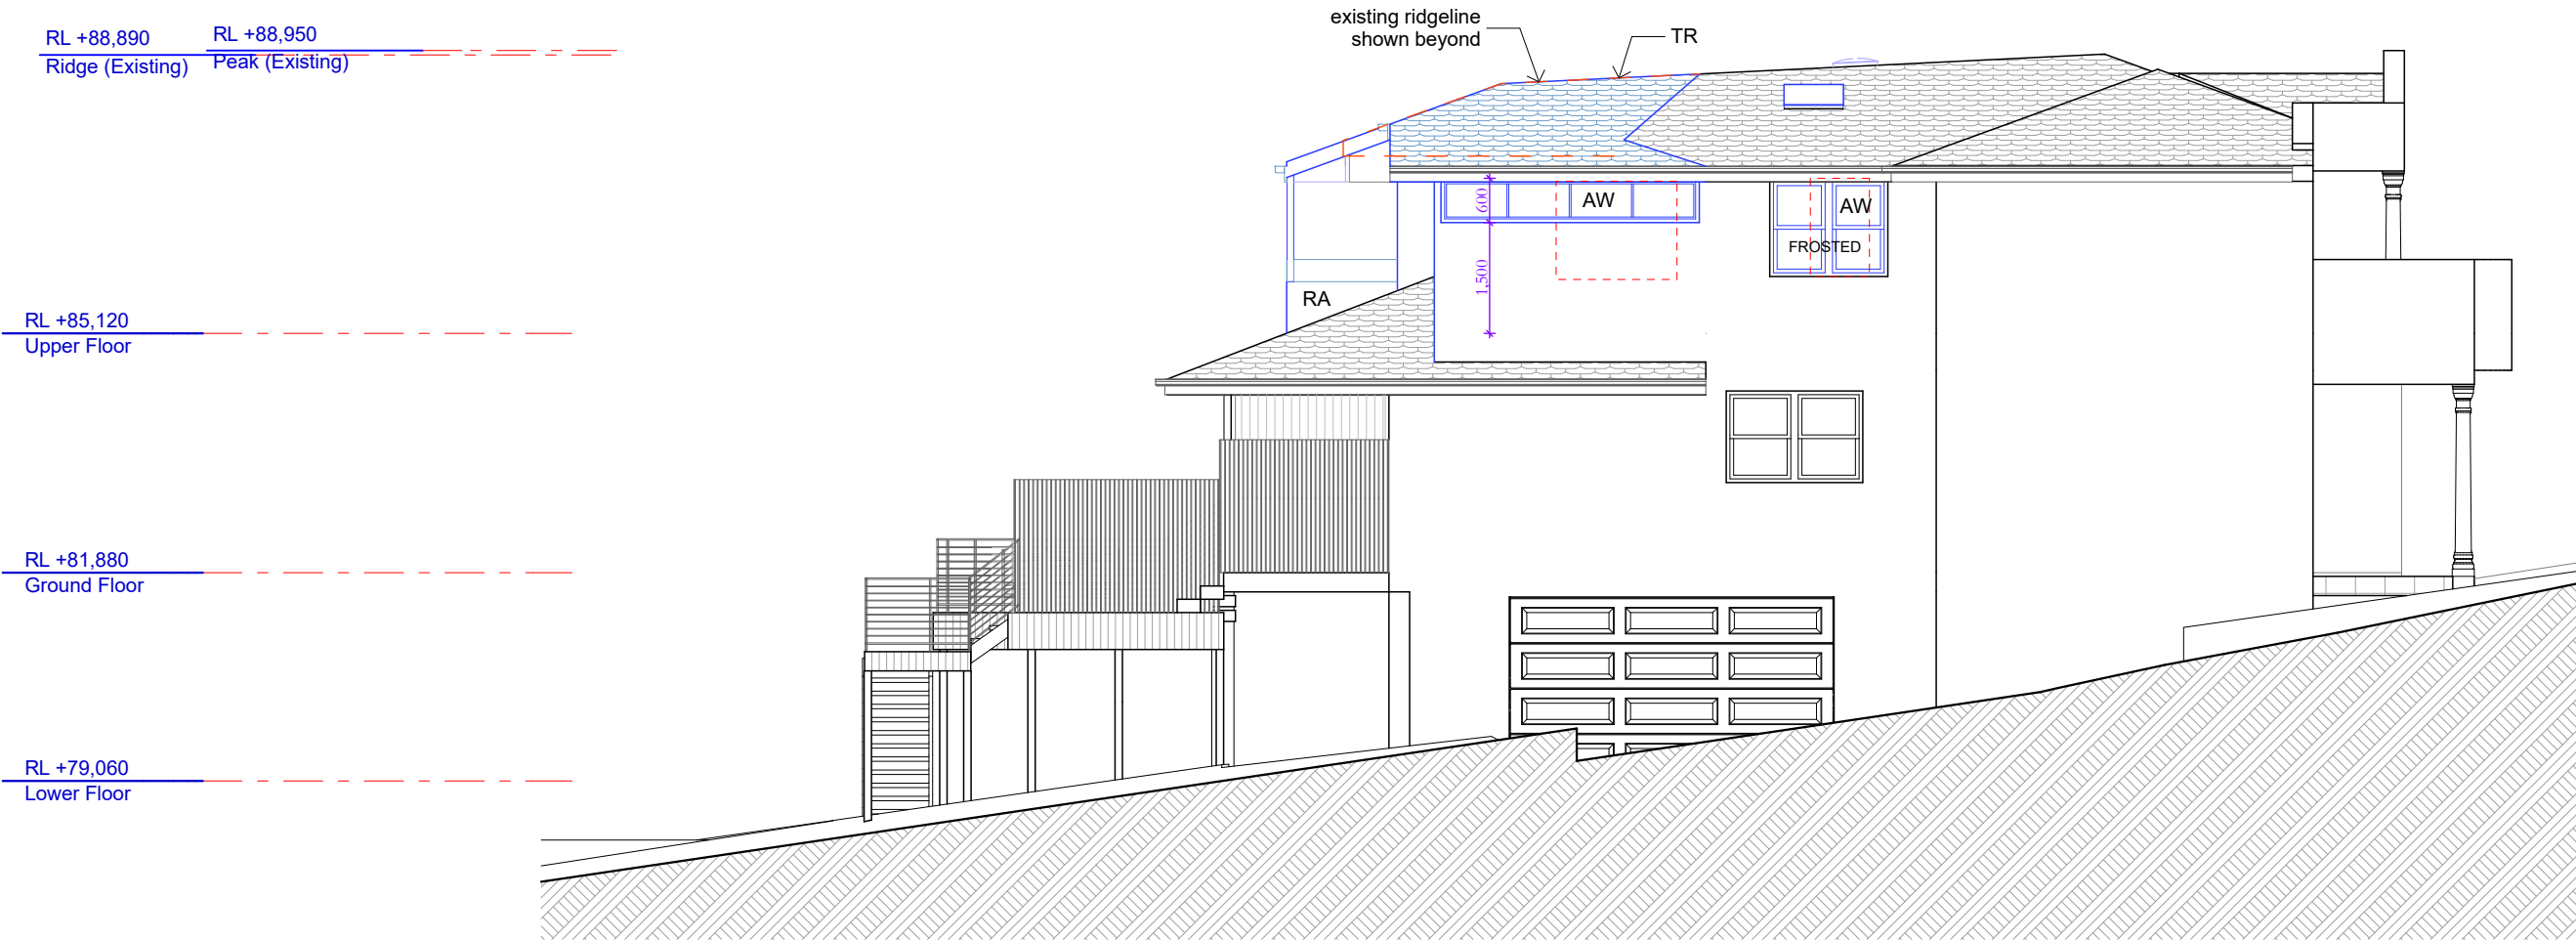 RL +88,890
Ridge (Existing)
RL +88,950
Peak (Existing)
existing ridgeline
shown beyond
TR
600
AW
AW
FROSTED
1,500
RA
RL +85,120
Upper Floor
RL +81,880
Ground Floor
RL +79,060
Lower Floor